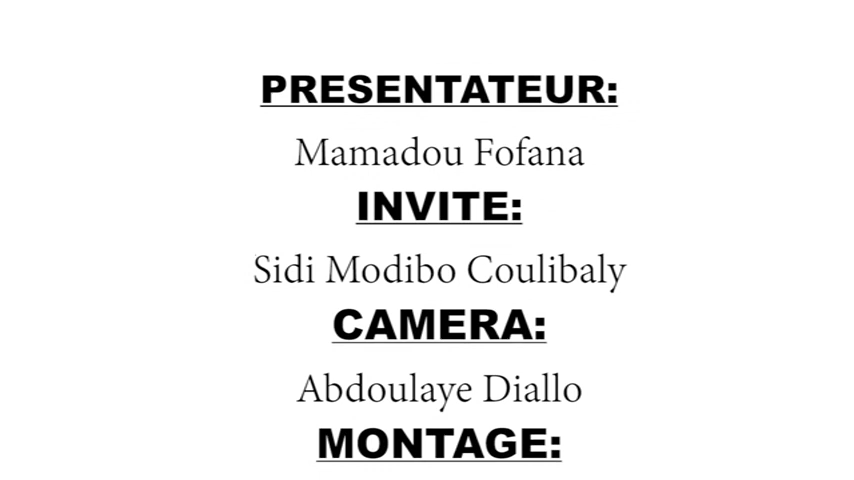 PRESENTATEUR:
Mamadou Fofana
INVITE:
Sidi Modibo Coulibaly
CAMERA:
Abdoulaye Diallo
MONTAGE: